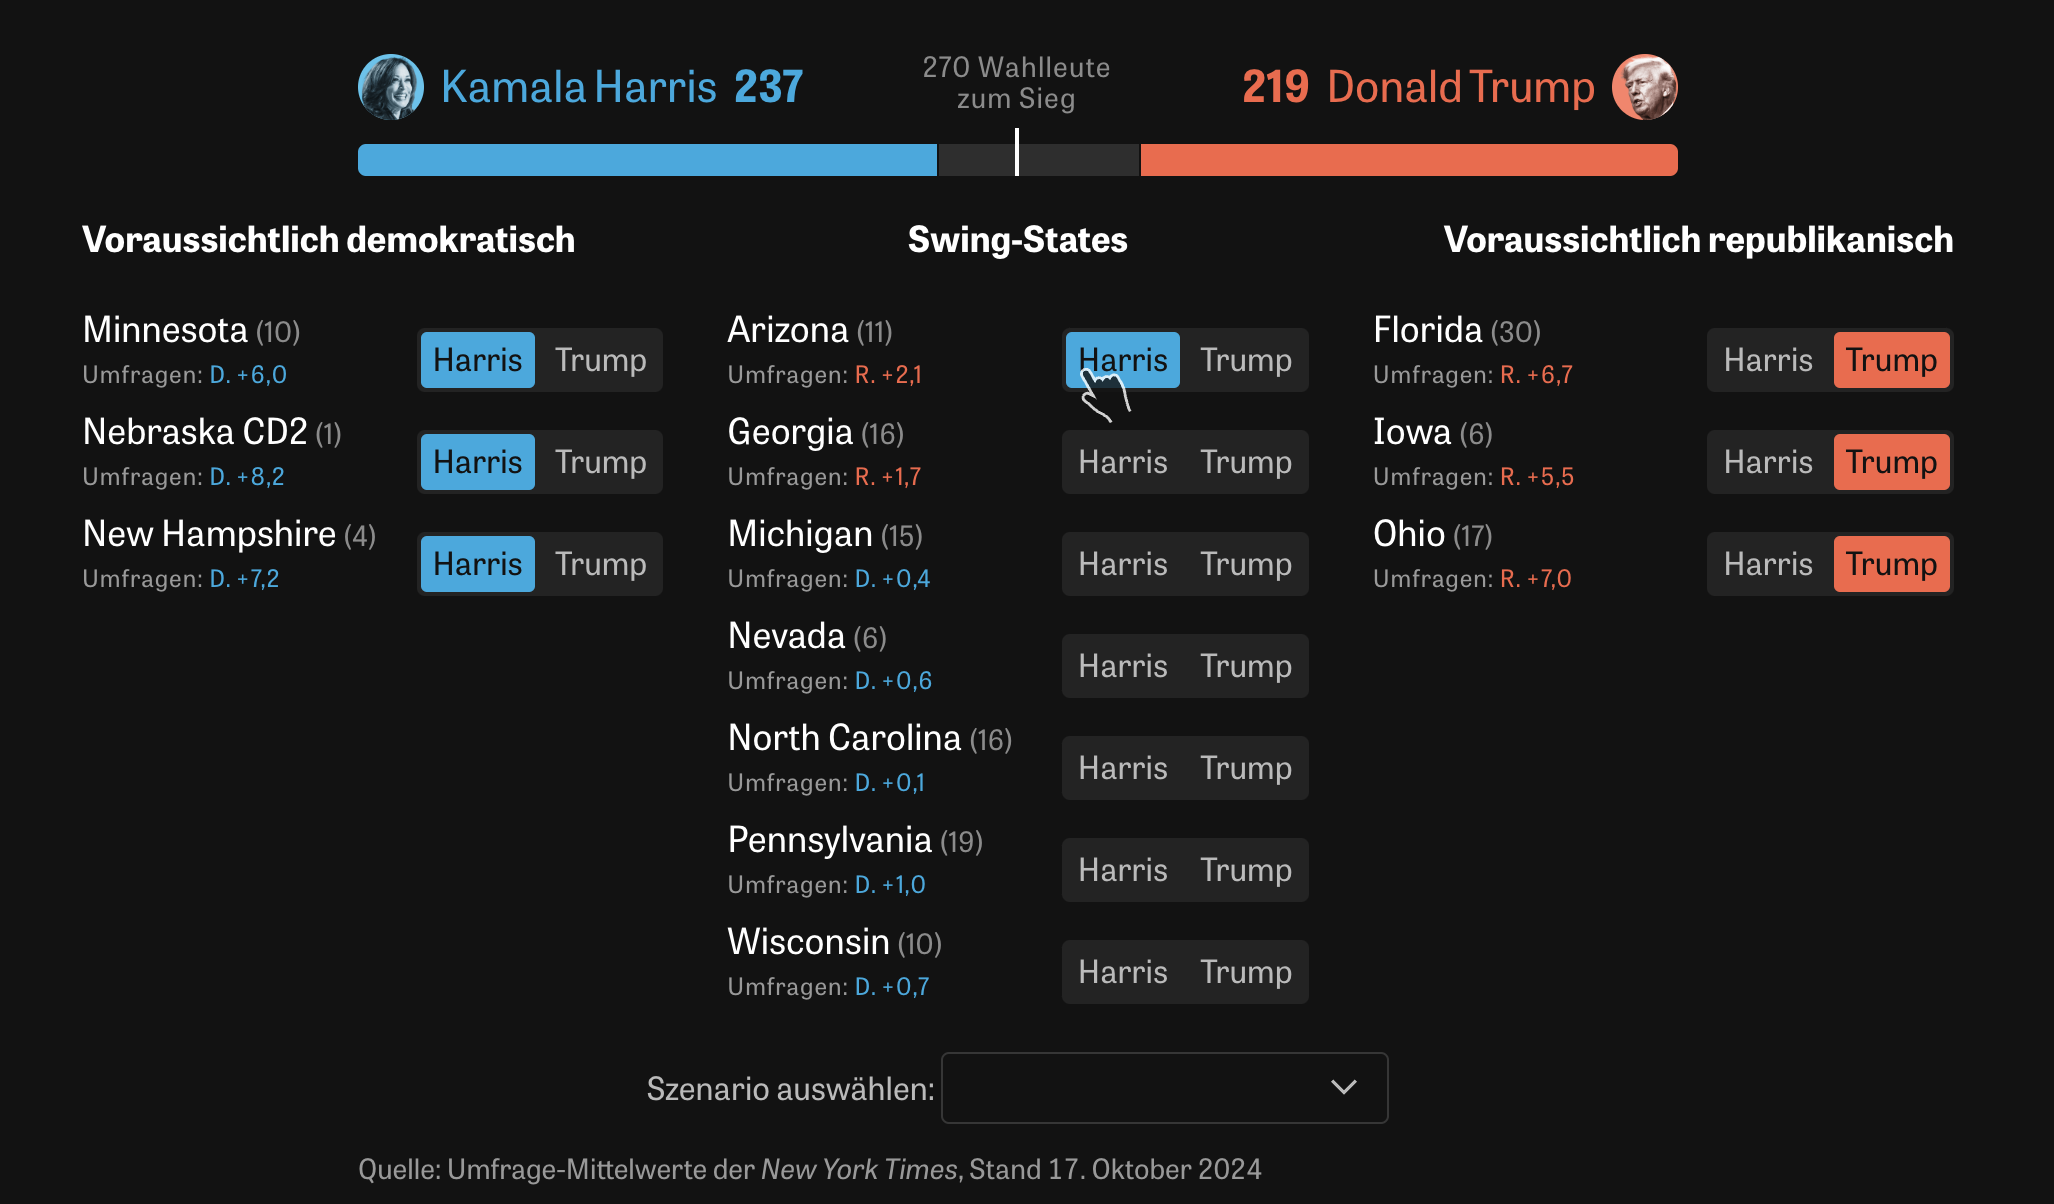 Kamala Harris 237
270 Wahlleute
zum Sieg
219 Donald Trump
Voraussichtlich demokratisch
Minnesota (10)
Umfragen: D. +6,0
Harris Trump
Nebraska CD2 (1)
Umfragen: D. +8,2
Harris Trump
New Hampshire (4)
Umfragen: D. +7,2
Harris Trump
Swing-States
Arizona (11)
Umfragen: R. +2,1
Harris Trump
Georgia (16)
Umfragen: R. +1,7
Harris Trump
Michigan (15)
Umfragen: D. +0,4
Harris Trump
Nevada (6)
Umfragen: D. +0,6
Harris Trump
North Carolina (16)
Umfragen: D. +0,1
Harris Trump
Pennsylvania (19)
Umfragen: D. +1,0
Harris Trump
Wisconsin (10)
Umfragen: D. +0,7
Harris Trump
Voraussichtlich republikanisch
Florida (30)
Umfragen: R. +6,7
Harris Trump
Iowa (6)
Umfragen: R. +5,5
Harris Trump
Ohio (17)
Umfragen: R. +7,0
Harris Trump
Szenario auswählen:
Quelle: Umfrage-Mittelwerte der New York Times, Stand 17. Oktober 2024